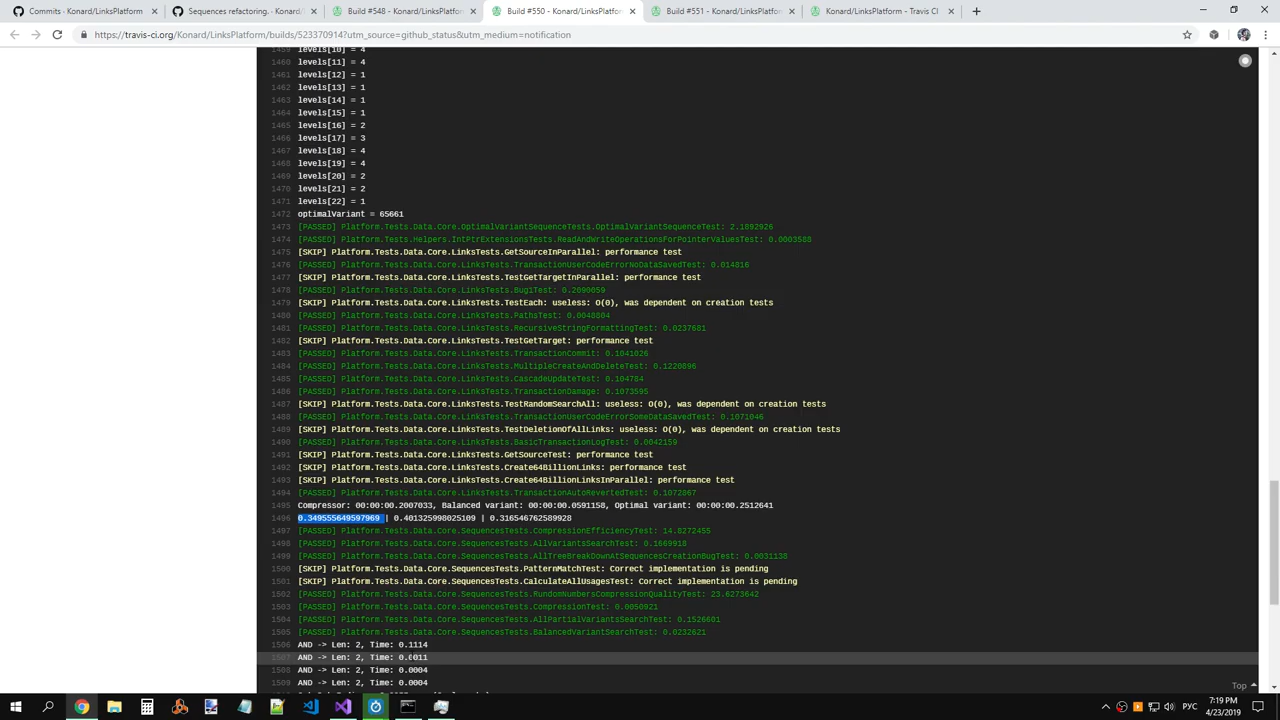 Commits · Konard/LinksPlatform
Sequences refactoring. · Konard/L
Build #548 - Konard/LinksPlatform
Build #550 - Konard/LinksPlatform
Build #551 - Konard/LinksPlatform
Konard/LinksPlatform - Travis CI
https://travis-ci.org/Konard/LinksPlatform/builds/523370914?utm_source=github_status&utm_medium=notification
1459 levels[10] = 4
1460 levels[11] = 4
1461 levels[12] = 1
1462 levels[13] = 1
1463 levels[14] = 1
1464 levels[15] = 1
1465 levels[16] = 2
1466 levels[17] = 3
1467 levels[18] = 4
1468 levels[19] = 4
1469 levels[20] = 2
1470 levels[21] = 2
1471 levels[22] = 1
1472 optimalVariant = 65661
1473 [PASSED] Platform.Tests.Data.Core.OptimalVariantSequenceTests.OptimalVariantSequenceTest: 2.1892926
1474 [PASSED] Platform.Tests.Helpers.IntPtrExtensionsTests.ReadAndWriteOperationsForPointerValuesTest: 0.0003588
1475 [SKIP] Platform.Tests.Data.Core.LinksTests.GetSourceInParallel: performance test
1476 [PASSED] Platform.Tests.Data.Core.LinksTests.TransactionUserCodeErrorNoDataSavedTest: 0.014816
1477 [SKIP] Platform.Tests.Data.Core.LinksTests.TestGetTargetInParallel: performance test
1478 [PASSED] Platform.Tests.Data.Core.LinksTests.Bug1Test: 0.2090059
1479 [SKIP] Platform.Tests.Data.Core.LinksTests.TestEach: useless: O(0), was dependent on creation tests
1480 [PASSED] Platform.Tests.Data.Core.LinksTests.PathsTest: 0.0048804
1481 [PASSED] Platform.Tests.Data.Core.LinksTests.RecursiveStringFormattingTest: 0.0237681
1482 [SKIP] Platform.Tests.Data.Core.LinksTests.TestGetTarget: performance test
1483 [PASSED] Platform.Tests.Data.Core.LinksTests.TransactionCommit: 0.1041026
1484 [PASSED] Platform.Tests.Data.Core.LinksTests.MultipleCreateAndDeleteTest: 0.1220896
1485 [PASSED] Platform.Tests.Data.Core.LinksTests.CascadeUpdateTest: 0.104784
1486 [PASSED] Platform.Tests.Data.Core.LinksTests.TransactionDamage: 0.1073595
1487 [SKIP] Platform.Tests.Data.Core.LinksTests.TestRandomSearchAll: useless: O(0), was dependent on creation tests
1488 [PASSED] Platform.Tests.Data.Core.LinksTests.TransactionUserCodeErrorSomeDataSavedTest: 0.1071046
1489 [SKIP] Platform.Tests.Data.Core.LinksTests.TestDeletionOfAllLinks: useless: O(0), was dependent on creation tests
1490 [PASSED] Platform.Tests.Data.Core.LinksTests.BasicTransactionLogTest: 0.0042159
1491 [SKIP] Platform.Tests.Data.Core.LinksTests.GetSourceTest: performance test
1492 [SKIP] Platform.Tests.Data.Core.LinksTests.Create64BillionLinks: performance test
1493 [SKIP] Platform.Tests.Data.Core.LinksTests.Create64BillionLinksInParallel: performance test
1494 [PASSED] Platform.Tests.Data.Core.LinksTests.TransactionAutoRevertedTest: 0.1072867
1495 Compressor: 00:00:00.2007033, Balanced variant: 00:00:00.0591158, Optimal variant: 00:00:00.2512641
1496 0.349555649597969 | 0.401325998025109 | 0.316546762589928
1497 [PASSED] Platform.Tests.Data.Core.SequencesTests.CompressionEfficiencyTest: 14.8272455
1498 [PASSED] Platform.Tests.Data.Core.SequencesTests.AllVariantsSearchTest: 0.1669918
1499 [PASSED] Platform.Tests.Data.Core.SequencesTests.AllTreeBreakDownAtSequencesCreationBugTest: 0.0031138
1500 [SKIP] Platform.Tests.Data.Core.SequencesTests.PatternMatchTest: Correct implementation is pending
1501 [SKIP] Platform.Tests.Data.Core.SequencesTests.CalculateAllUsagesTest: Correct implementation is pending
1502 [PASSED] Platform.Tests.Data.Core.SequencesTests.RundomNumbersCompressionQualityTest: 23.6273642
1503 [PASSED] Platform.Tests.Data.Core.SequencesTests.CompressionTest: 0.0050921
1504 [PASSED] Platform.Tests.Data.Core.SequencesTests.AllPartialVariantsSearchTest: 0.1526601
1505 [PASSED] Platform.Tests.Data.Core.SequencesTests.BalancedVariantSearchTest: 0.0232621
1506 AND -> Len: 2, Time: 0.1114
1507 AND -> Len: 2, Time: 0.0011
1508 AND -> Len: 2, Time: 0.0004
1509 AND -> Len: 2, Time: 0.0004
Top
РУС
7:19 PM
4/23/2019